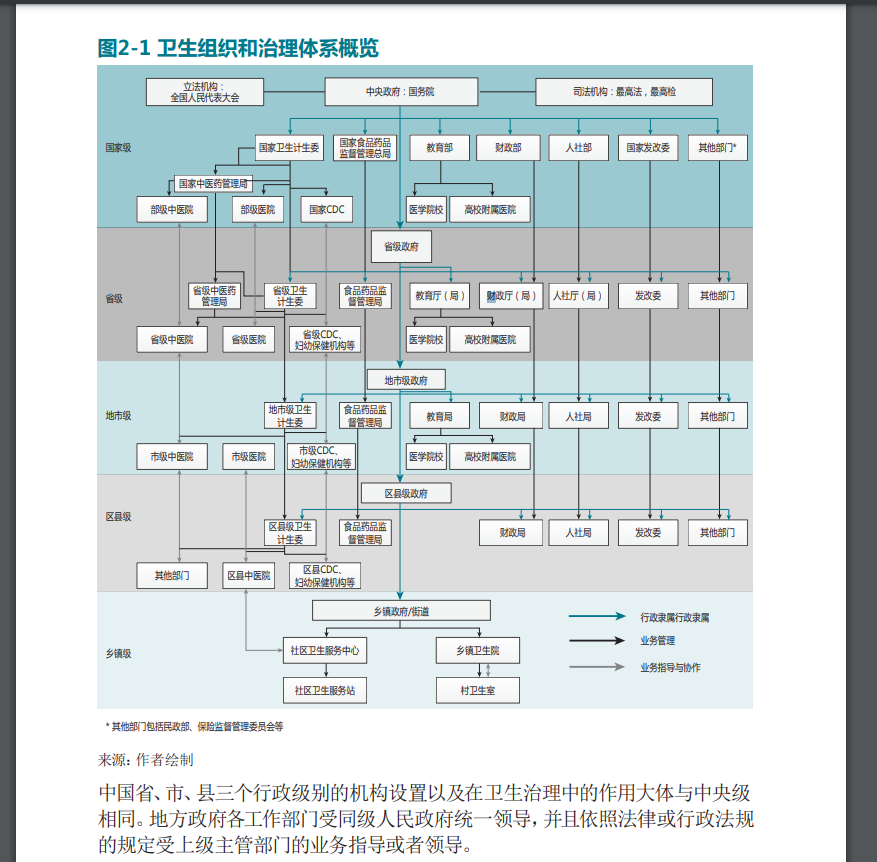 图2-1 卫生组织和治理体系概览
立法机构：
全国人民代表大会
中央政府：国务院
司法机构：最高法，最高检
国家级
国家卫生计生委
国家食品药品
监督管理总局
教育部
财政部
人社部
国家发改委
其他部门*
国家中医药管理局
部级中医院
部级医院
国家CDC
医学院校
高校附属医院
省级政府
省级
省级中医药
管理局
省级卫生
计生委
食品药品监
督管理局
教育厅（局）
财政厅（局）
人社厅（局）
发改委
其他部门
省级中医院
省级医院
省级CDC、
妇幼保健机构等
医学院校
高校附属医院
地市级政府
地市级
地市级卫生
计生委
食品药品监
督管理局
教育局
财政局
人社局
发改委
其他部门
市级中医院
市级医院
市级CDC、
妇幼保健机构等
医学院校
高校附属医院
区县级政府
区县级
区县级卫生
计生委
食品药品监
督管理局
财政局
人社局
发改委
其他部门
其他部门
区县中医院
区县CDC、
妇幼保健机构等
乡镇政府/街道
乡镇级
社区卫生服务中心
乡镇卫生院
社区卫生服务站
村卫生室
行政隶属行政隶属
业务管理
业务指导与协作
* 其他部门包括民政部、保险监督管理委员会等
来源：作者绘制
中国省、市、县三个行政级别的机构设置以及在卫生治理中的作用大体与中央级
相同。地方政府各工作部门受同级人民政府统一领导，并且依照法律或行政法规
的规定受上级主管部门的业务指导或者领导。